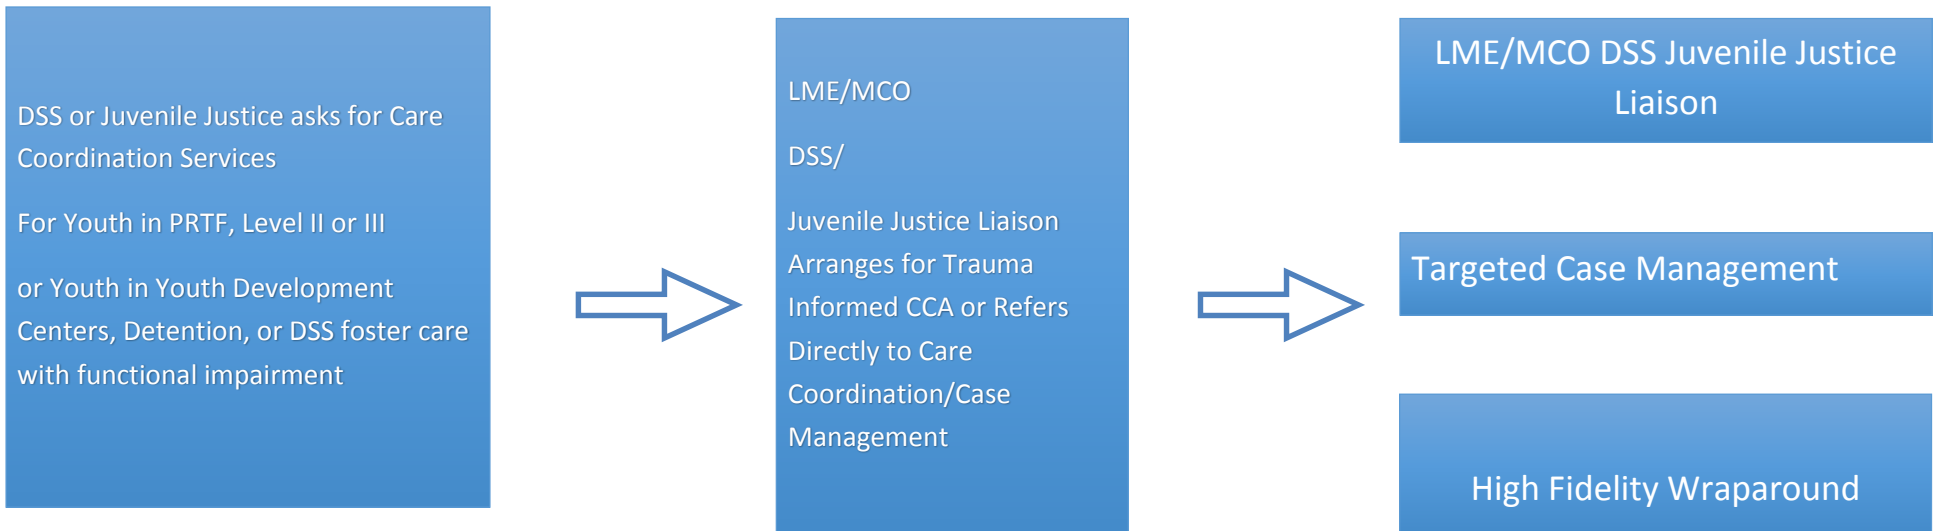 DSS or Juvenile Justice asks for Care
Coordination Services
For Youth in PRTF, Level II or III
or Youth in Youth Development
Centers, Detention, or DSS foster care
with functional impairment
LME/MCO
DSS/
Juvenile Justice Liaison
Arranges for Trauma
Informed CCA or Refers
Directly to Care
Coordination/Case
Management
LME/MCO DSS Juvenile Justice
Liaison
Targeted Case Management
High Fidelity Wraparound